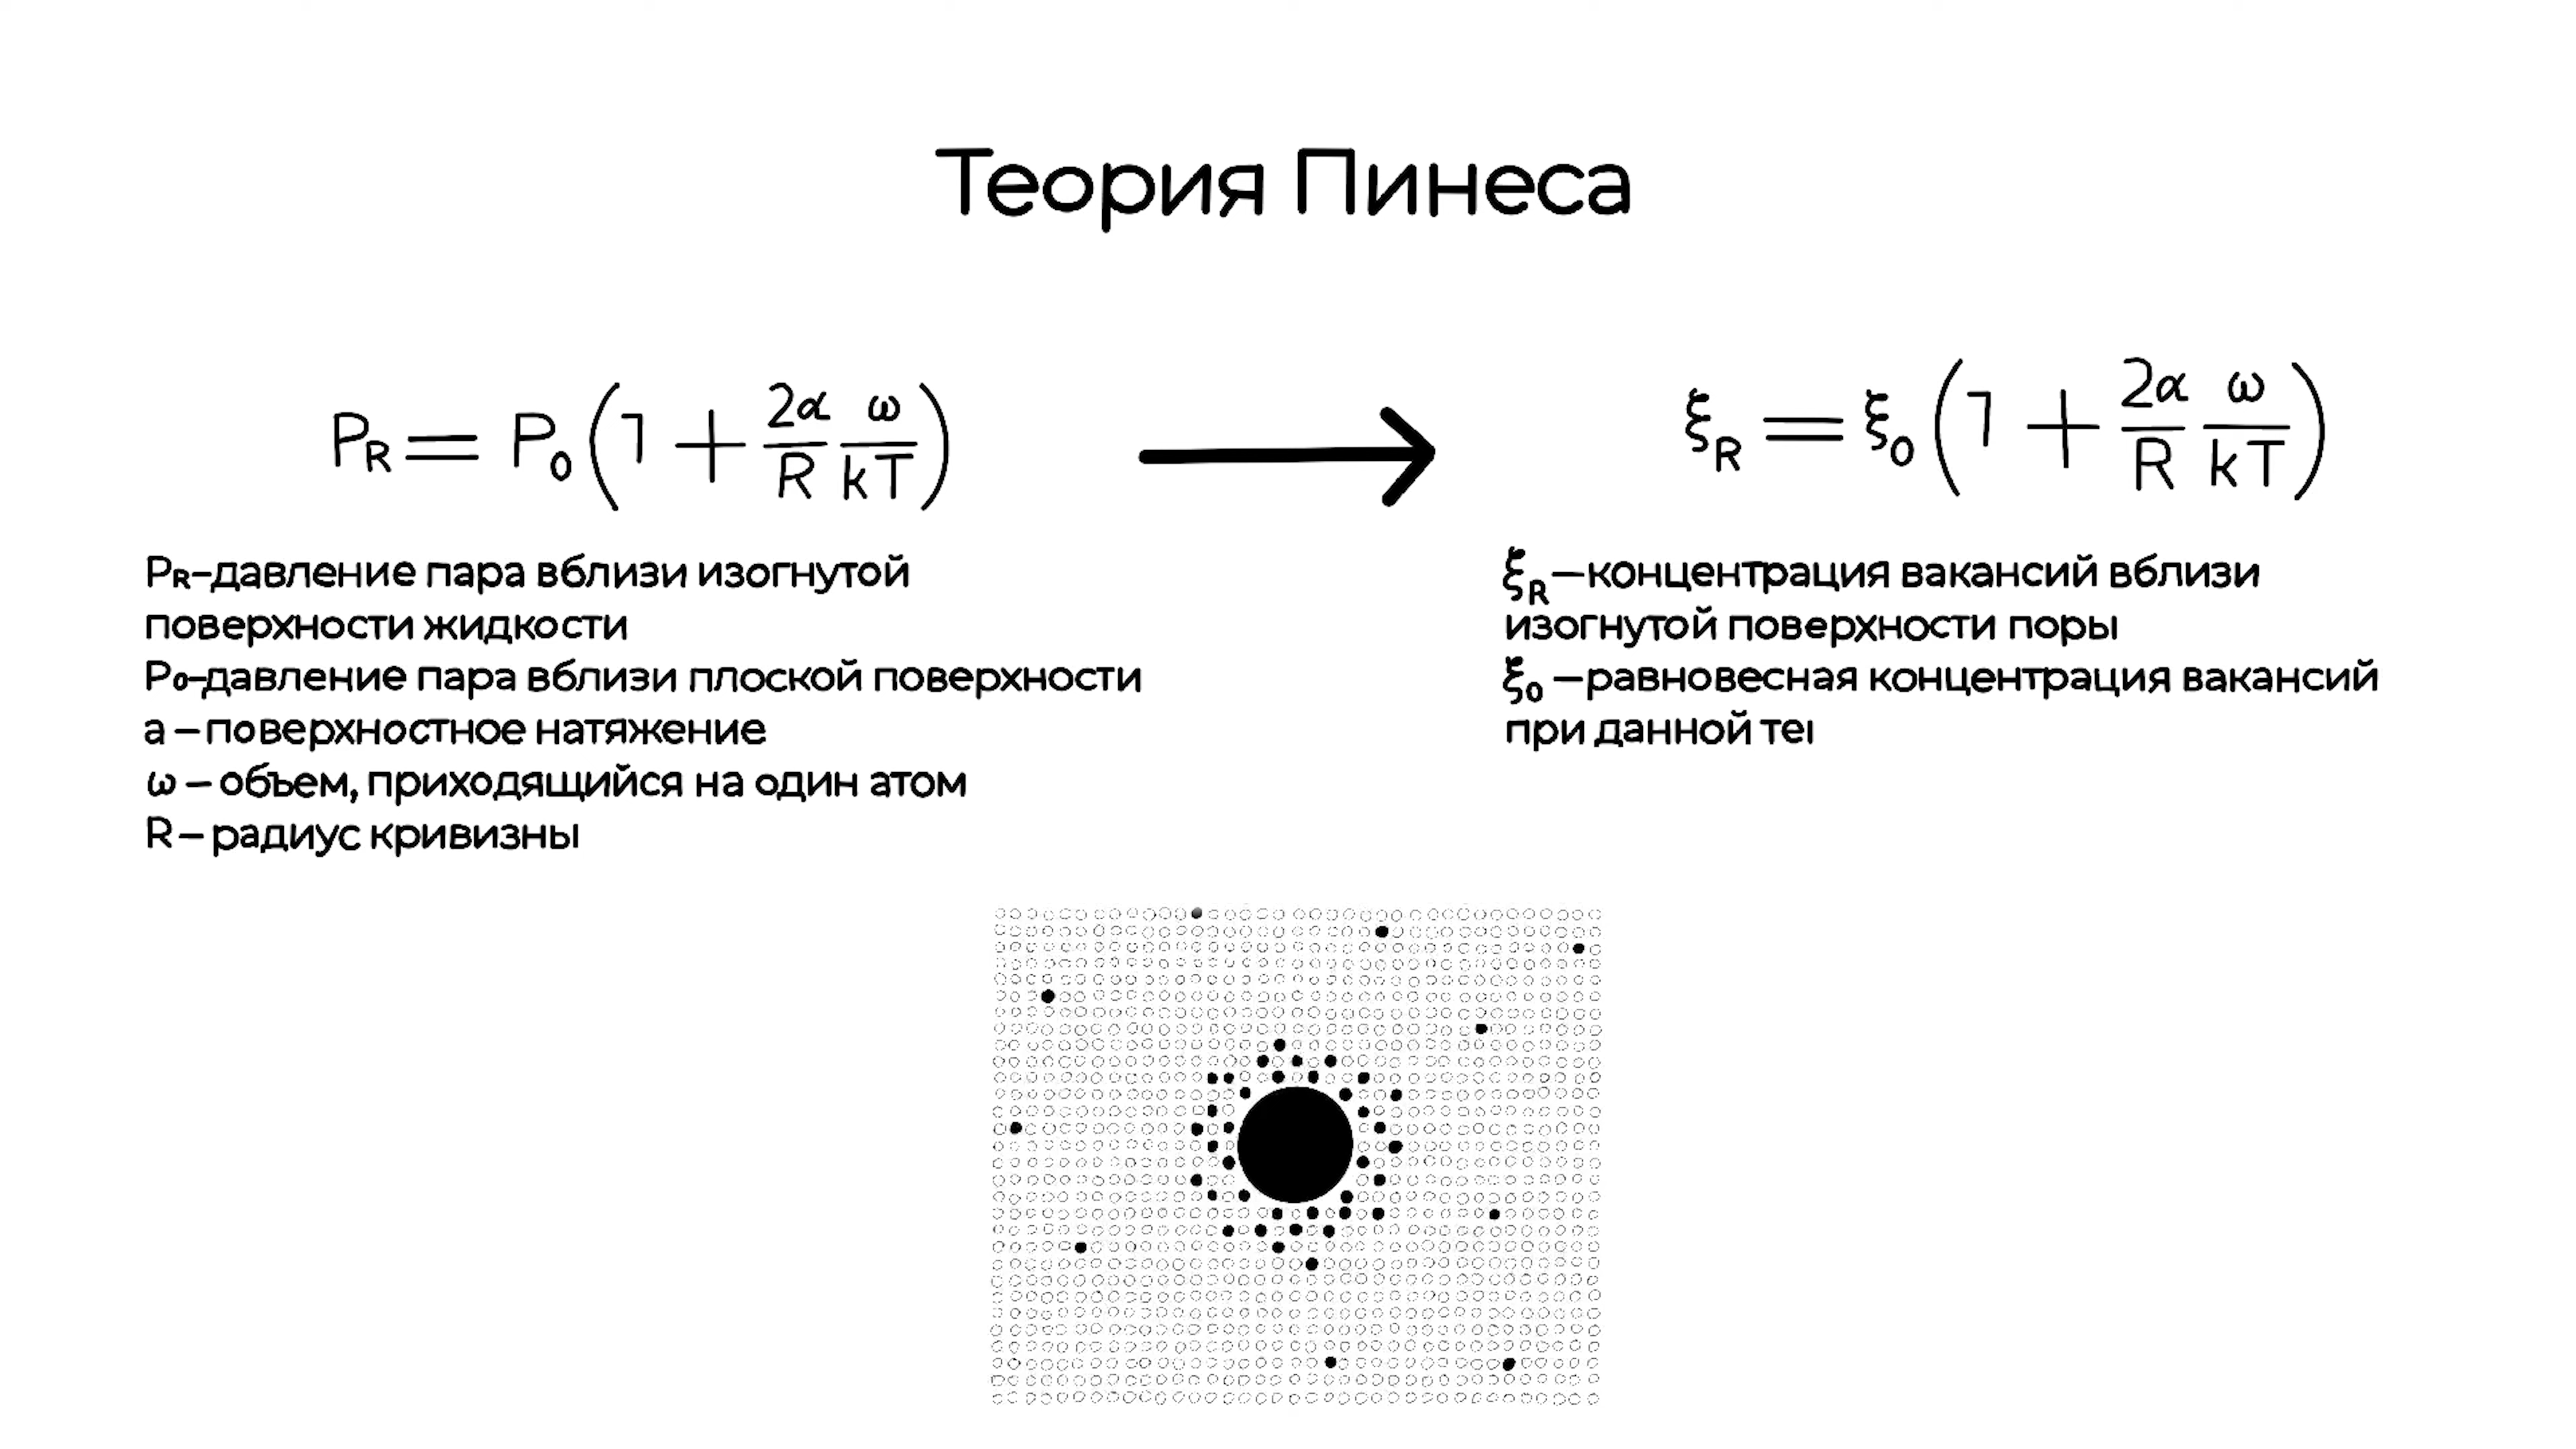 Теория Пинеса
P_R = P_0 (1 + 2α/R ω/kT)
ξ_R = ξ_0 (1 + 2α/R ω/kT)
P_R–давление пара вблизи изогнутой
поверхности жидкости
P_0–давление пара вблизи плоской поверхности
a – поверхностное натяжение
ω – объем, приходящийся на один атом
R – радиус кривизны
ξ_R – концентрация вакансий вблизи
изогнутой поверхности поры
ξ_0 – равновесная концентрация вакансий
при данной